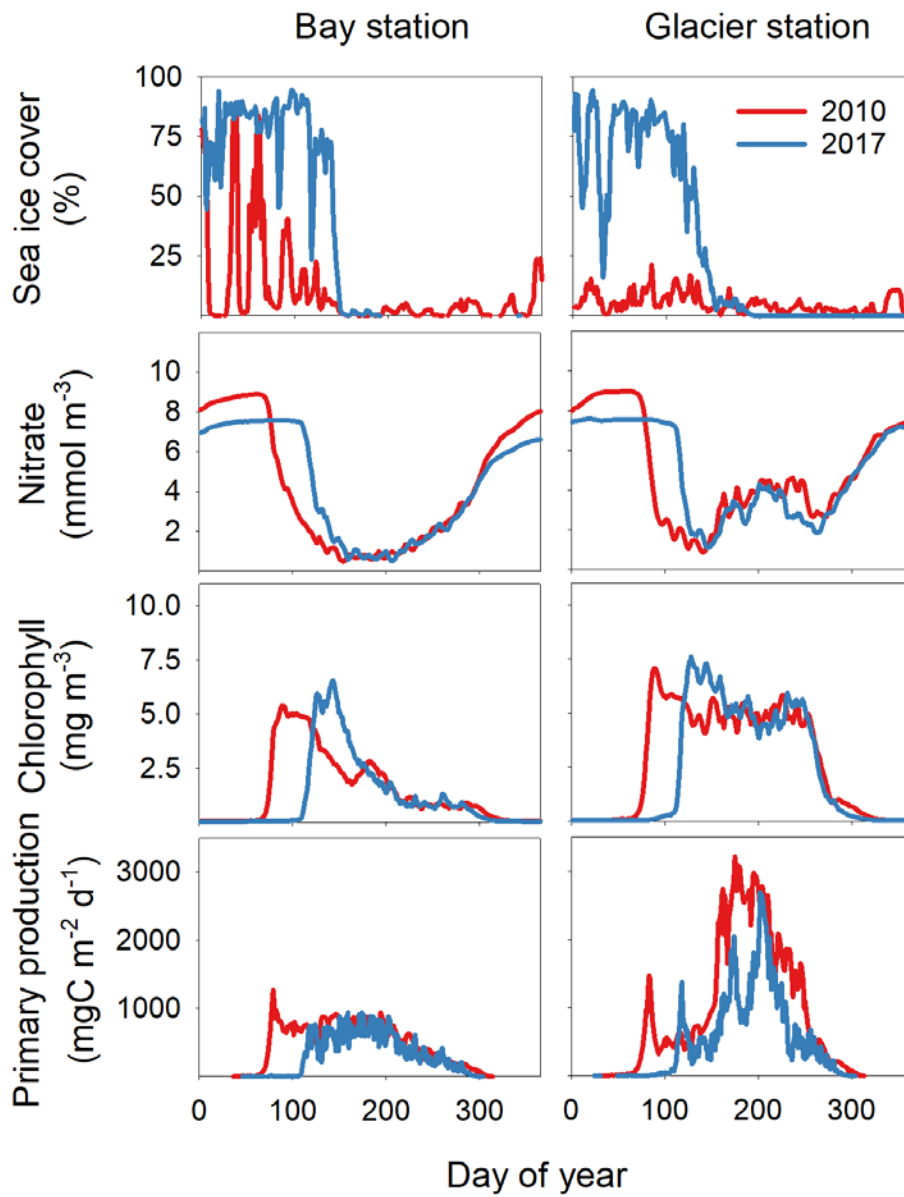 Bay station
Glacier station
Sea ice cover
(%)
100
75
50
25
2010
2017
Nitrate
(mmol m-3)
10
8
6
4
2
Chlorophyll
(mg m-3)
10.0
7.5
5.0
2.5
Primary production
(mgC m-2 d-1)
3000
2000
1000
0
100
200
300
0
100
200
300
Day of year